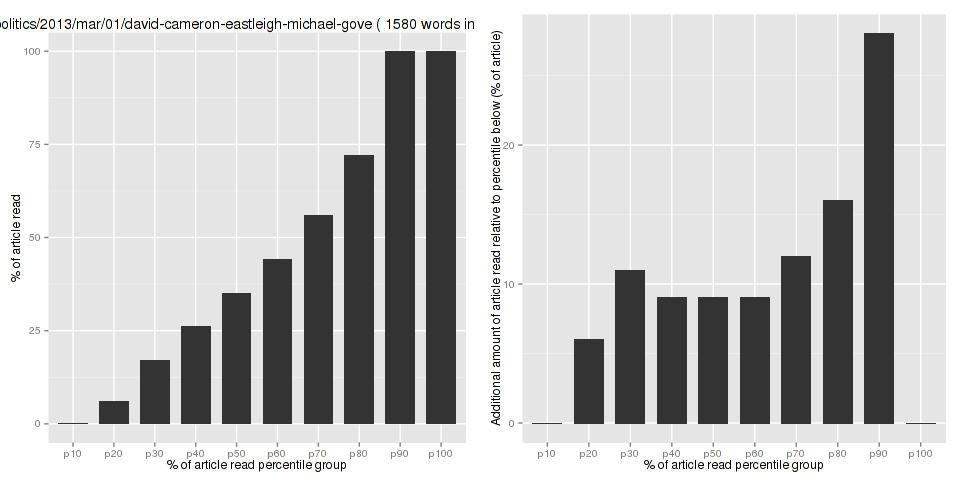 olitics/2013/mar/01/david-cameron-eastleigh-michael-gove ( 1580 words in
100
75
50
25
0
% of article read
p10 p20 p30 p40 p50 p60 p70 p80 p90 p100
% of article read percentile group
Additional amount of article read relative to percentile below (% of article)
20
10
0
p10 p20 p30 p40 p50 p60 p70 p80 p90 p100
% of article read percentile group